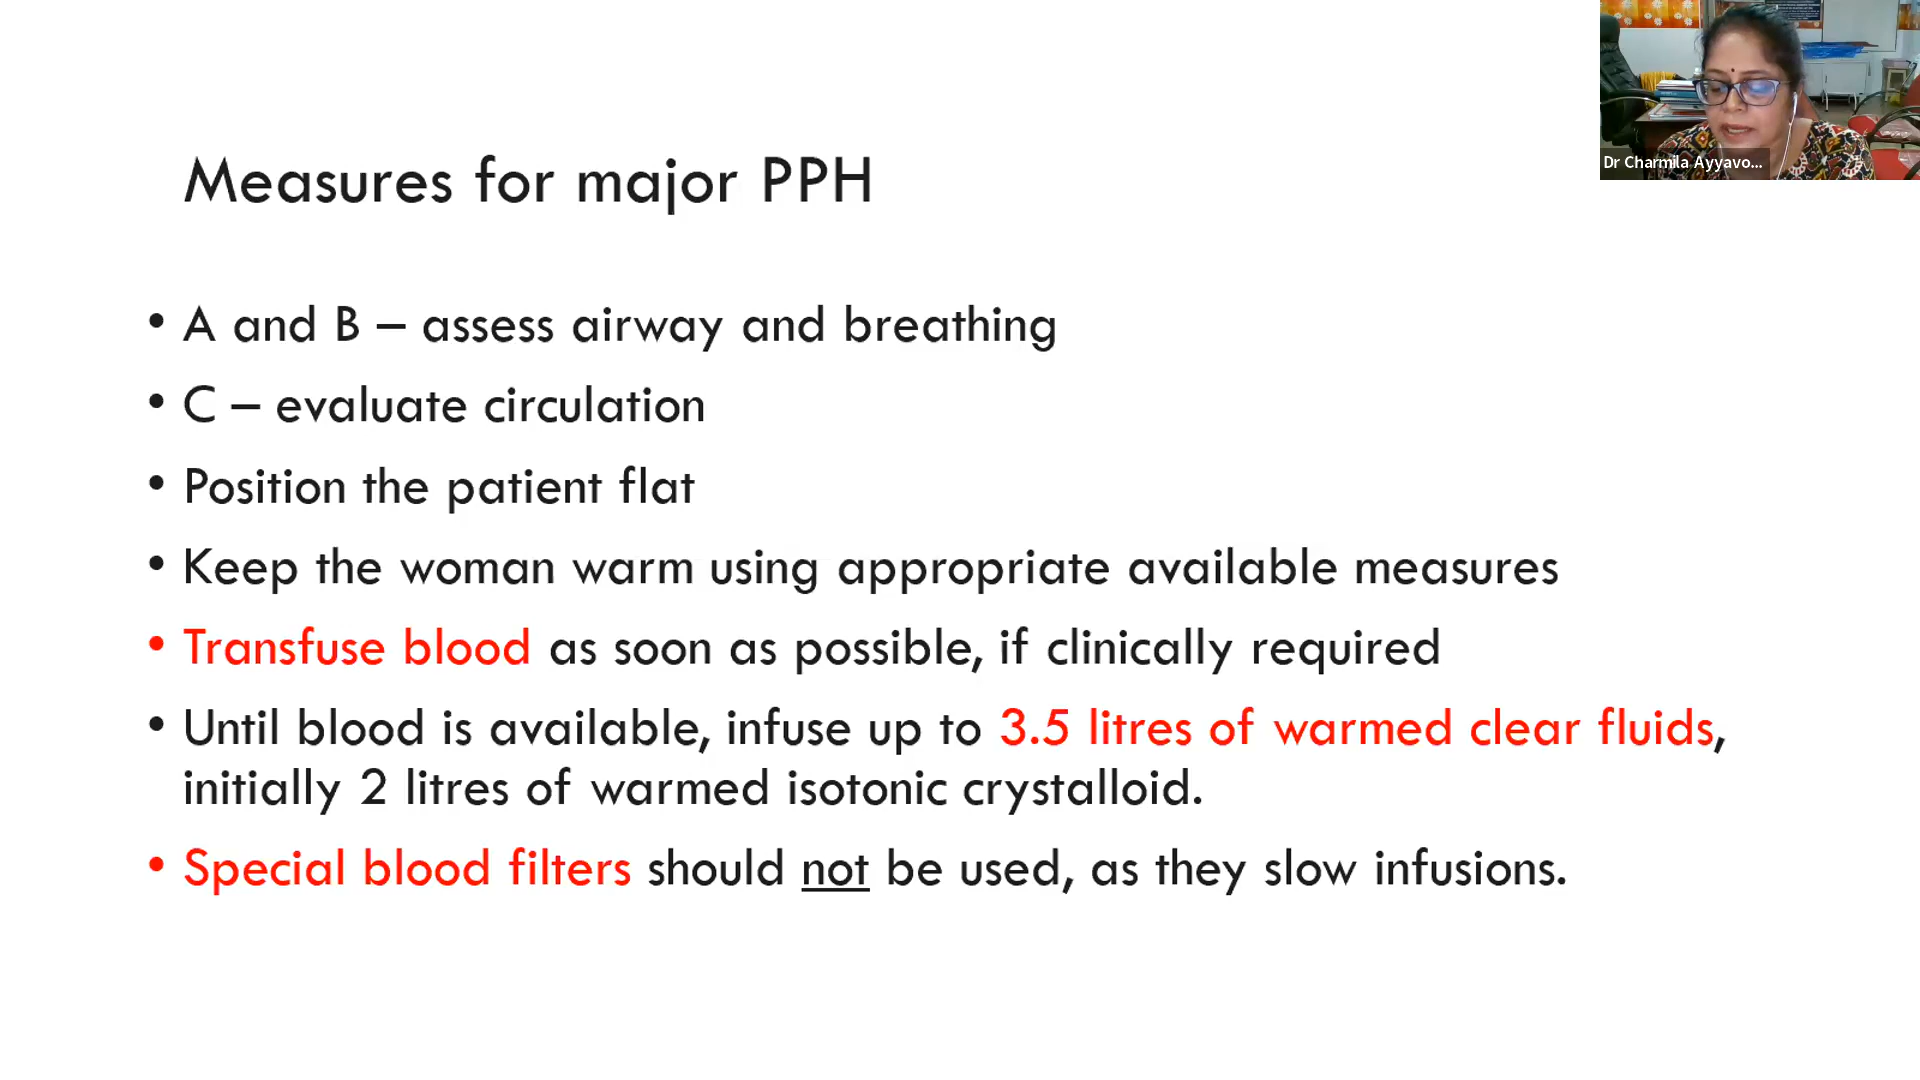 Dr Charmila Ayyavo...
Measures for major PPH
• A and B – assess airway and breathing
• C – evaluate circulation
• Position the patient flat
• Keep the woman warm using appropriate available measures
• Transfuse blood as soon as possible, if clinically required
• Until blood is available, infuse up to 3.5 litres of warmed clear fluids,
initially 2 litres of warmed isotonic crystalloid.
• Special blood filters should not be used, as they slow infusions.